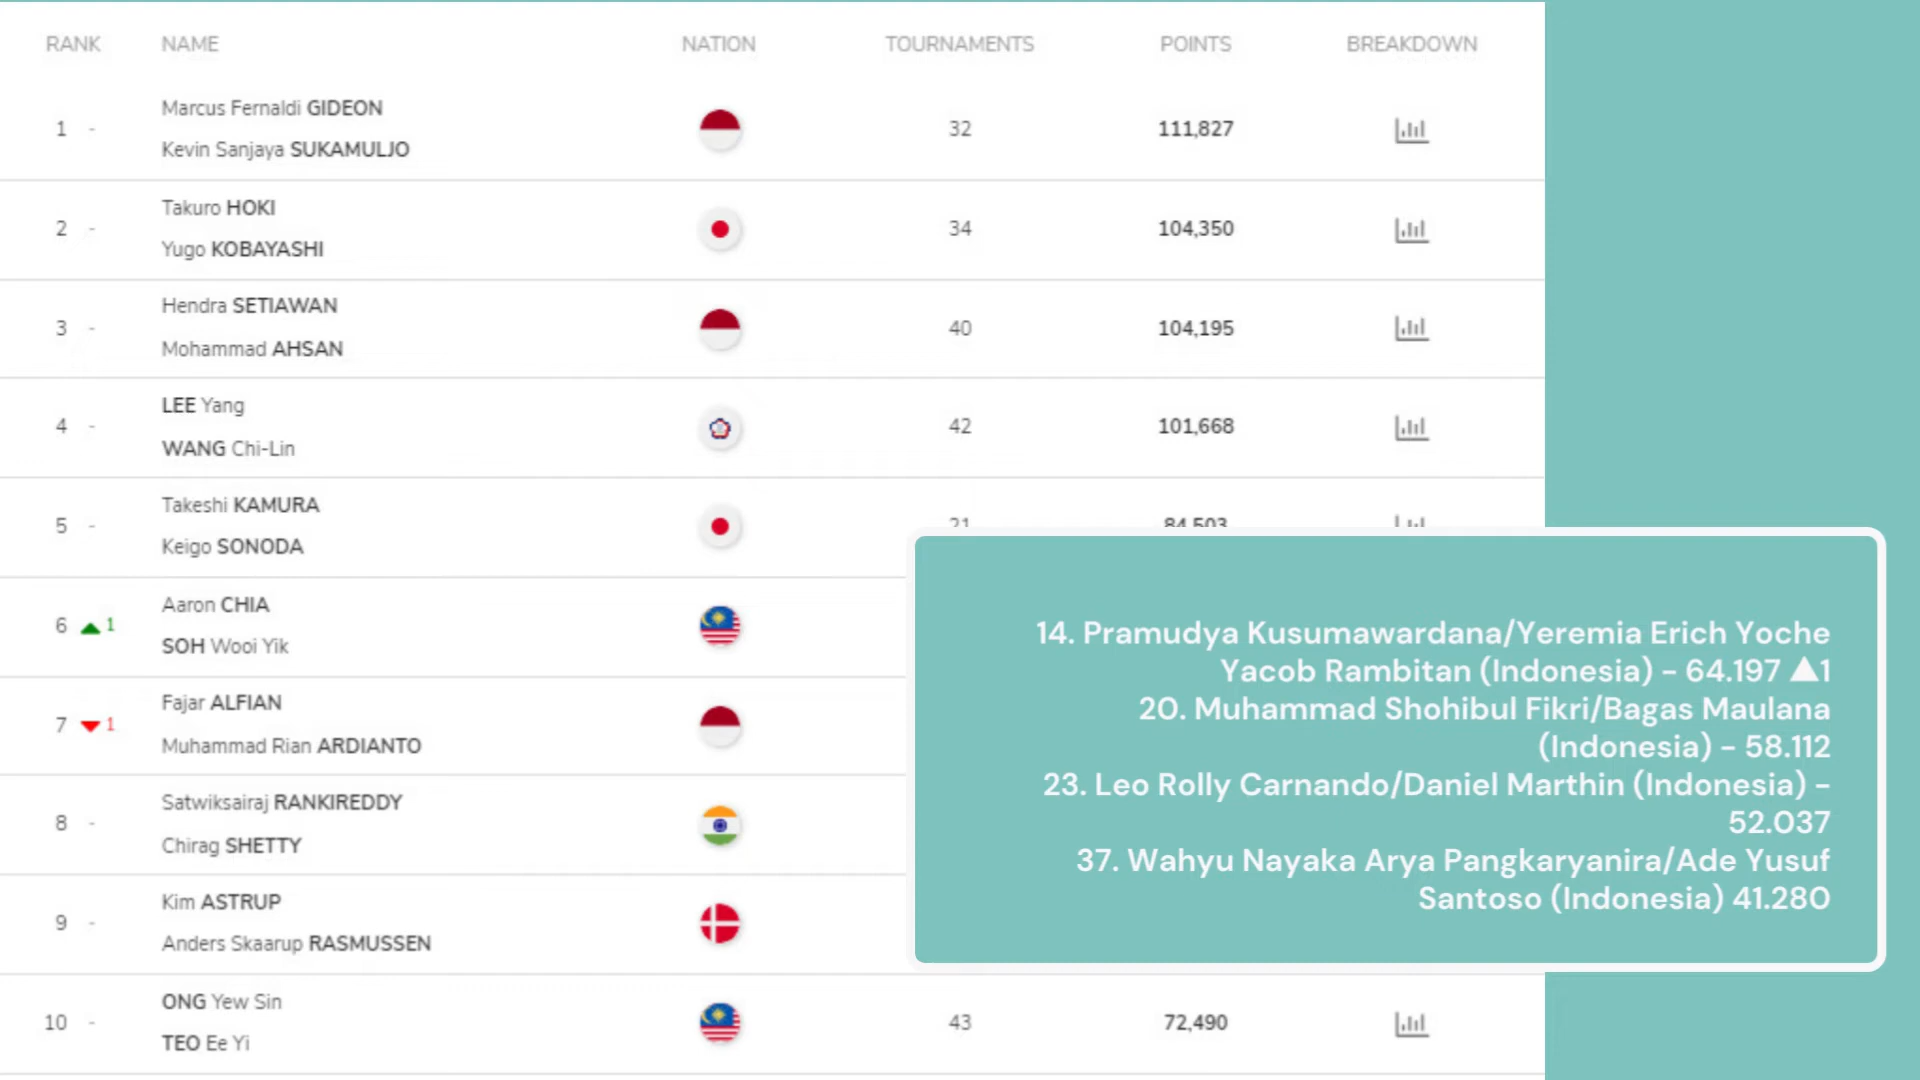 RANK NAME NATION TOURNAMENTS POINTS BREAKDOWN
Marcus Fernaldi GIDEON
1 - 32 111,827
Kevin Sanjaya SUKAMULJO
Takuro HOKI
2 - 34 104,350
Yugo KOBAYASHI
Hendra SETIAWAN
3 - 40 104,195
Mohammad AHSAN
LEE Yang
4 - 42 101,668
WANG Chi-Lin
Takeshi KAMURA
5 - 21 84,503
Keigo SONODA
Aaron CHIA
6 ▲ 1
SOH Wooi Yik
Fajar ALFIAN
7 ▼ 1
Muhammad Rian ARDIANTO
Satwiksairaj RANKIREDDY
8 -
Chirag SHETTY
Kim ASTRUP
9 -
Anders Skaarup RASMUSSEN
ONG Yew Sin
10 - 43 72,490
TEO Ee Yi
14. Pramudya Kusumawardana/Yeremia Erich Yoche
Yacob Rambitan (Indonesia) - 64.197 ▲1
20. Muhammad Shohibul Fikri/Bagas Maulana
(Indonesia) - 58.112
23. Leo Rolly Carnando/Daniel Marthin (Indonesia) -
52.037
37. Wahyu Nayaka Arya Pangkaryanira/Ade Yusuf
Santoso (Indonesia) 41.280